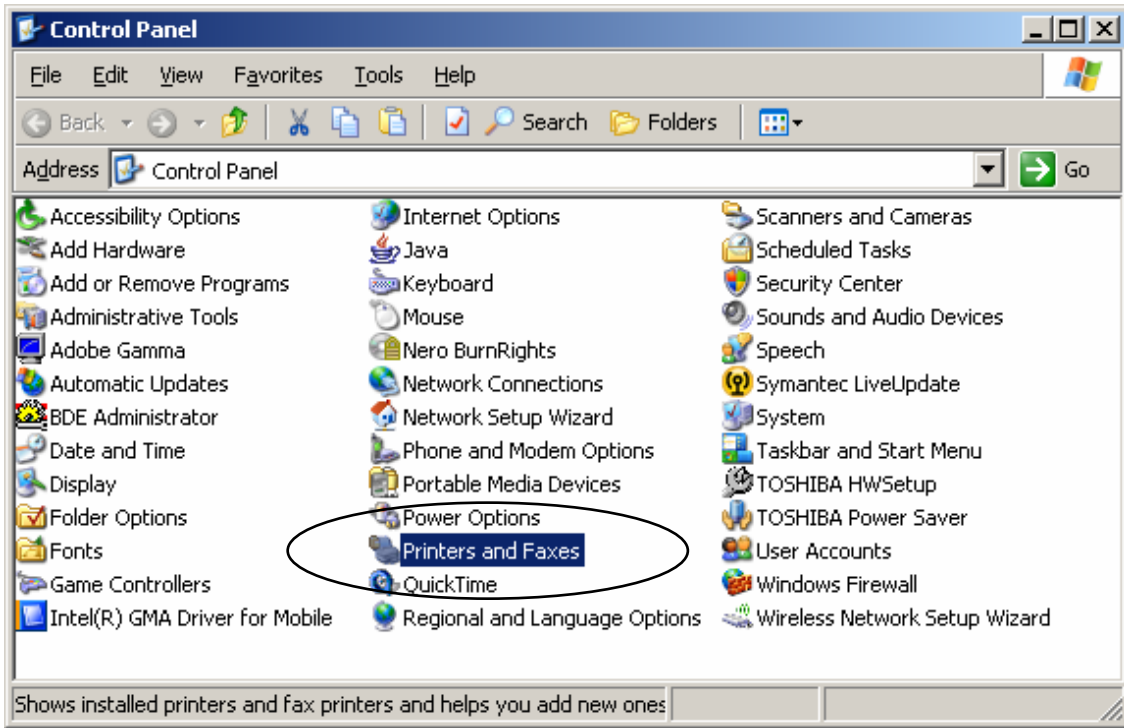 Control Panel
File Edit View Favorites Tools Help
Back Search Folders
Address Control Panel Go
Accessibility Options Internet Options Scanners and Cameras
Add Hardware Java Scheduled Tasks
Add or Remove Programs Keyboard Security Center
Administrative Tools Mouse Sounds and Audio Devices
Adobe Gamma Nero BurnRights Speech
Automatic Updates Network Connections Symantec LiveUpdate
BDE Administrator Network Setup Wizard System
Date and Time Phone and Modem Options Taskbar and Start Menu
Display Portable Media Devices TOSHIBA HWSetup
Folder Options Power Options TOSHIBA Power Saver
Fonts Printers and Faxes User Accounts
Game Controllers QuickTime Windows Firewall
Intel(R) GMA Driver for Mobile Regional and Language Options Wireless Network Setup Wizard
Shows installed printers and fax printers and helps you add new ones